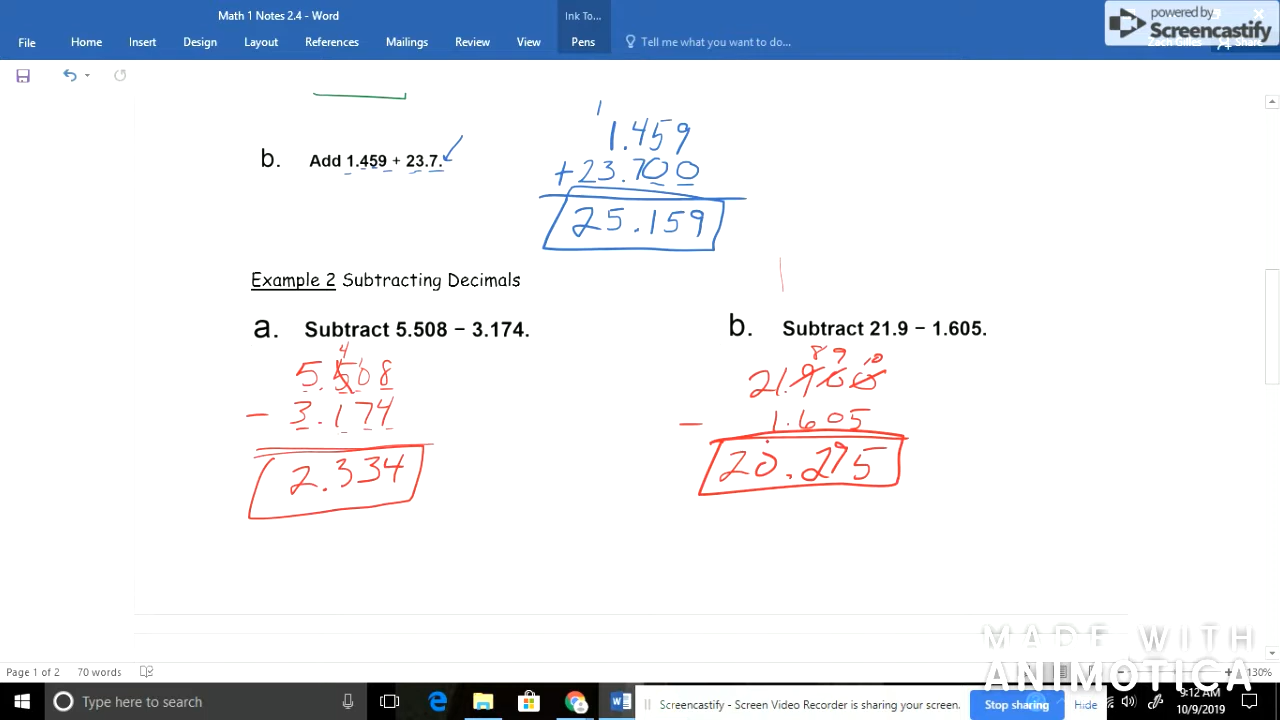 Math 1 Notes 2.4 - Word
Ink To...
powered by
Screencastify
File Home Insert Design Layout References Mailings Review View Pens Tell me what you want to do... Zach Gilles Share
1
1.459
b. Add 1.459 + 23.7.
+23.700
25.159
Example 2 Subtracting Decimals
a. Subtract 5.508 − 3.174.
4
5.508
− 3.174
2.334
b. Subtract 21.9 − 1.605.
8 9 10
21.900
− 1.605
20.295
MADE WITH
ANIMOTICA
Page 1 of 2 70 words 130%
Type here to search
Screencastify - Screen Video Recorder is sharing your screen. Stop sharing Hide
9:12 AM
10/9/2019